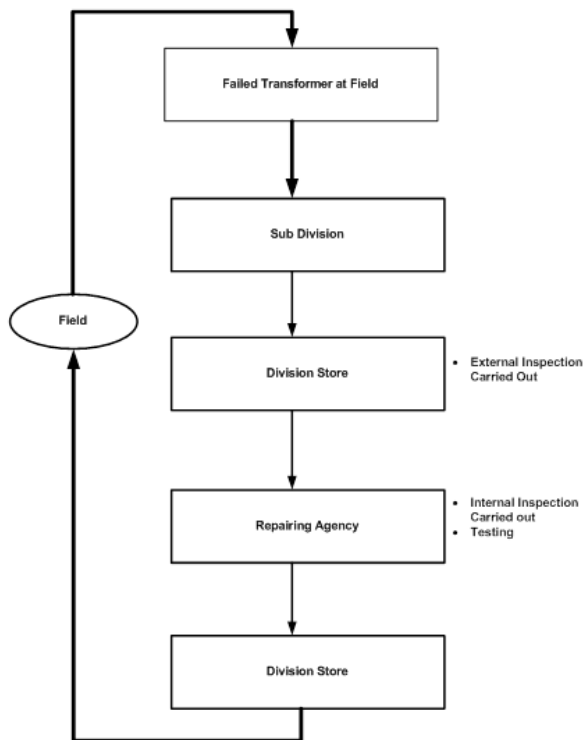 Failed Transformer at Field
Sub Division
Field
Division Store
• External Inspection
Carried Out
Repairing Agency
• Internal Inspection
Carried out
• Testing
Division Store